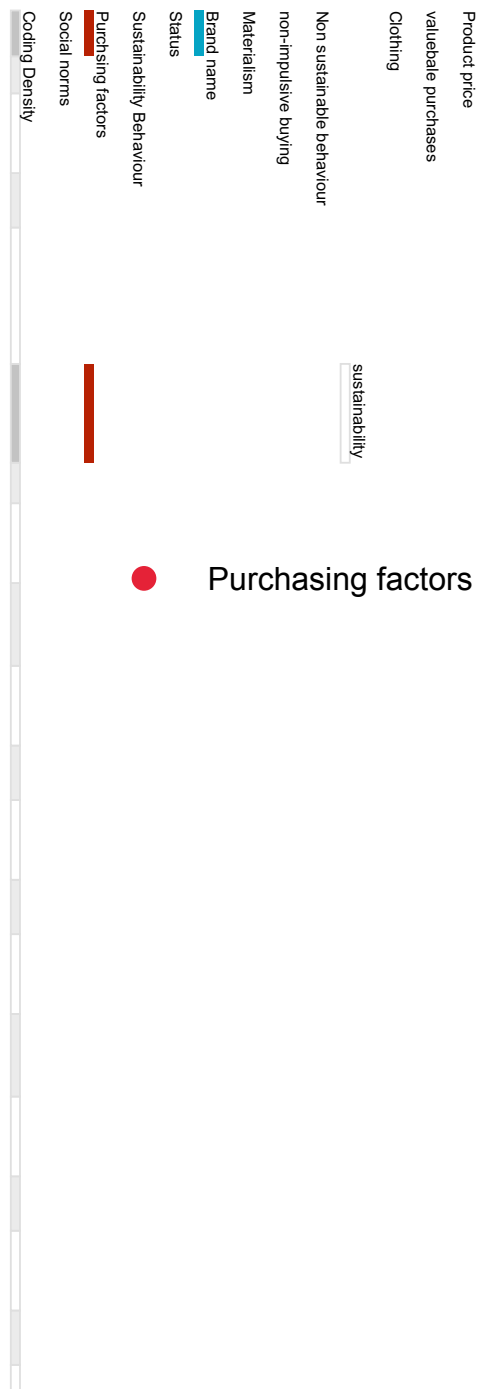 Product price
valuebale purchases
Clothing
sustainability
Non sustainable behaviour
non-impulsive buying
Materialism
Brand name
Status
Sustainability Behaviour
Purchsing factors
Social norms
Coding Density
Purchasing factors